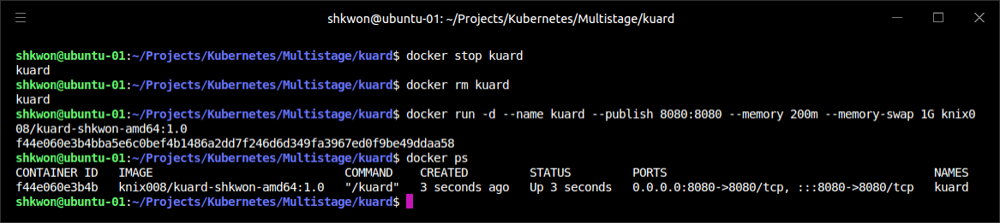 shkwon@ubuntu-01: ~/Projects/Kubernetes/Multistage/kuard
shkwon@ubuntu-01:~/Projects/Kubernetes/Multistage/kuard$ docker stop kuard
kuard
shkwon@ubuntu-01:~/Projects/Kubernetes/Multistage/kuard$ docker rm kuard
kuard
shkwon@ubuntu-01:~/Projects/Kubernetes/Multistage/kuard$ docker run -d --name kuard --publish 8080:8080 --memory 200m --memory-swap 1G knix0
08/kuard-shkwon-amd64:1.0
f44e060e3b4bba5e6c0bef4b1486a2dd7f246d6d349fa3967ed0f9be49ddaa58
shkwon@ubuntu-01:~/Projects/Kubernetes/Multistage/kuard$ docker ps
CONTAINER ID   IMAGE                          COMMAND    CREATED         STATUS         PORTS                                       NAMES
f44e060e3b4b   knix008/kuard-shkwon-amd64:1.0   "/kuard"   3 seconds ago   Up 3 seconds   0.0.0.0:8080->8080/tcp, :::8080->8080/tcp   kuard
shkwon@ubuntu-01:~/Projects/Kubernetes/Multistage/kuard$